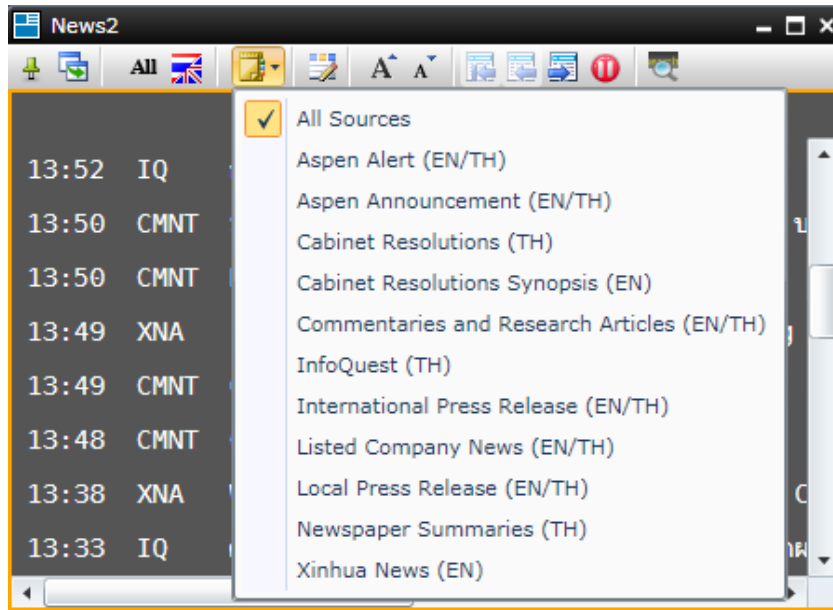 News2
All
A A
All Sources
Aspen Alert (EN/TH)
13:52 IQ
Aspen Announcement (EN/TH)
13:50 CMNT
Cabinet Resolutions (TH)
13:50 CMNT
Cabinet Resolutions Synopsis (EN)
13:49 XNA
Commentaries and Research Articles (EN/TH)
InfoQuest (TH)
13:49 CMNT
International Press Release (EN/TH)
13:48 CMNT
Listed Company News (EN/TH)
13:38 XNA
Local Press Release (EN/TH)
Newspaper Summaries (TH)
13:33 IQ
Xinhua News (EN)